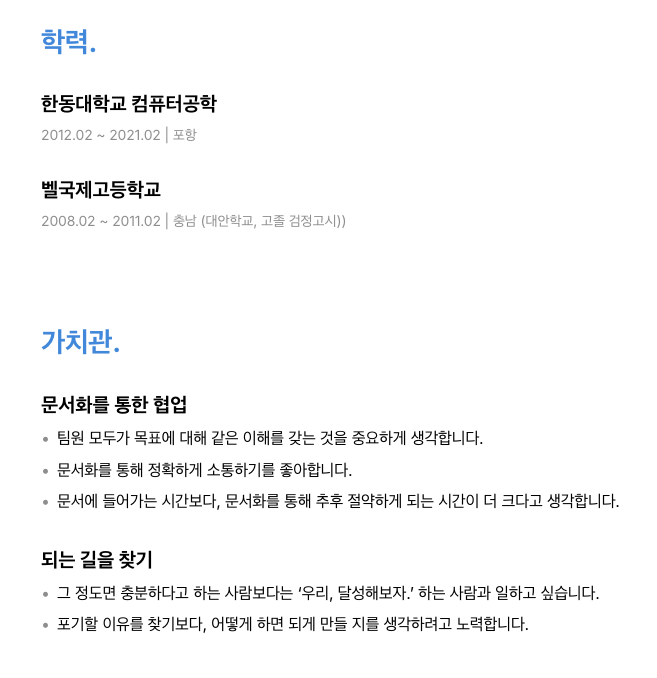 학력.
한동대학교 컴퓨터공학
2012.02 ~ 2021.02 | 포항
벨국제고등학교
2008.02 ~ 2011.02 | 충남 (대안학교, 고졸 검정고시))
가치관.
문서화를 통한 협업
• 팀원 모두가 목표에 대해 같은 이해를 갖는 것을 중요하게 생각합니다.
• 문서화를 통해 정확하게 소통하기를 좋아합니다.
• 문서에 들어가는 시간보다, 문서화를 통해 추후 절약하게 되는 시간이 더 크다고 생각합니다.
되는 길을 찾기
• 그 정도면 충분하다고 하는 사람보다는 ‘우리, 달성해보자.’ 하는 사람과 일하고 싶습니다.
• 포기할 이유를 찾기보다, 어떻게 하면 되게 만들 지를 생각하려고 노력합니다.